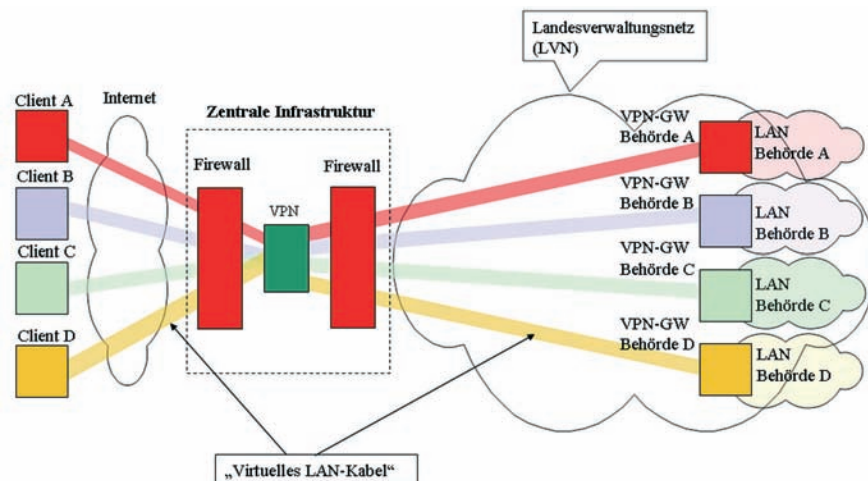 Landesverwaltungsnetz
(LVN)
Client A
Internet
Zentrale Infrastruktur
VPN-GW
Behörde A
LAN
Behörde A
Firewall
Firewall
Client B
VPN
VPN-GW
Behörde B
LAN
Behörde B
Client C
VPN-GW
Behörde C
LAN
Behörde C
Client D
VPN-GW
Behörde D
LAN
Behörde D
„Virtuelles LAN-Kabel“